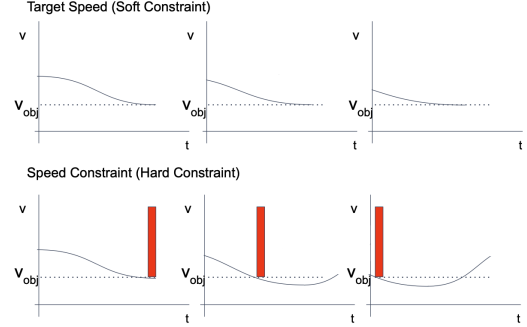 Target Speed (Soft Constraint)
v v v
Vobj Vobj Vobj
t t t
Speed Constraint (Hard Constraint)
v v v
Vobj Vobj Vobj
t t t